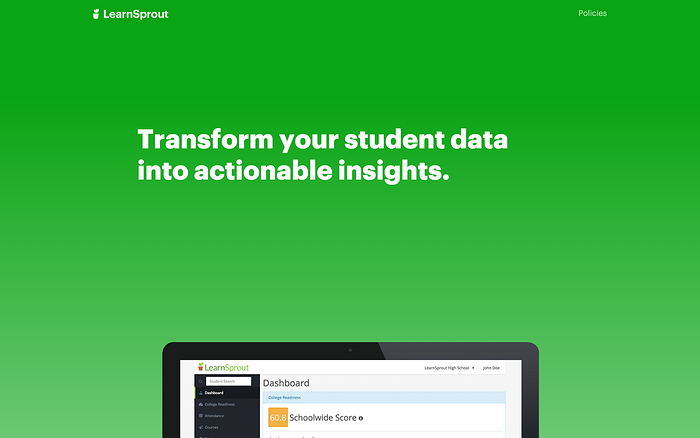 LearnSprout
Policies
Transform your student data
into actionable insights.
LearnSprout
LearnSprout High School
John Doe
Student Search
Dashboard
Dashboard
College Readiness
College Readiness
Attendance
60.8 Schoolwide Score
Courses